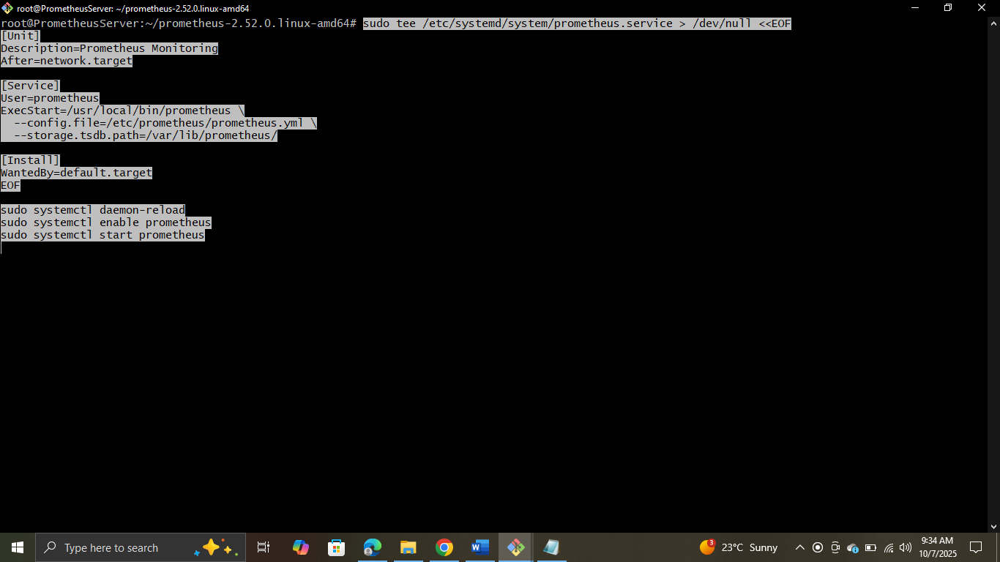 root@PrometheusServer: ~/prometheus-2.52.0.linux-amd64
root@PrometheusServer:~/prometheus-2.52.0.linux-amd64# sudo tee /etc/systemd/system/prometheus.service > /dev/null <<EOF
[Unit]
Description=Prometheus Monitoring
After=network.target
[Service]
User=prometheus
ExecStart=/usr/local/bin/prometheus \
  --config.file=/etc/prometheus/prometheus.yml \
  --storage.tsdb.path=/var/lib/prometheus/
[Install]
WantedBy=default.target
EOF
sudo systemctl daemon-reload
sudo systemctl enable prometheus
sudo systemctl start prometheus
Type here to search
3
23°C Sunny
9:34 AM
10/7/2025